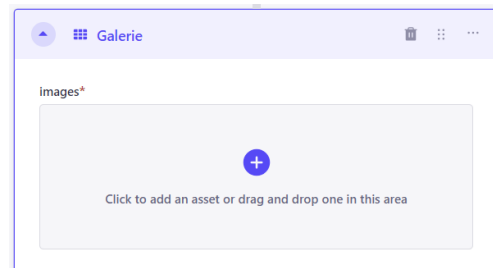 Galerie
images*
Click to add an asset or drag and drop one in this area